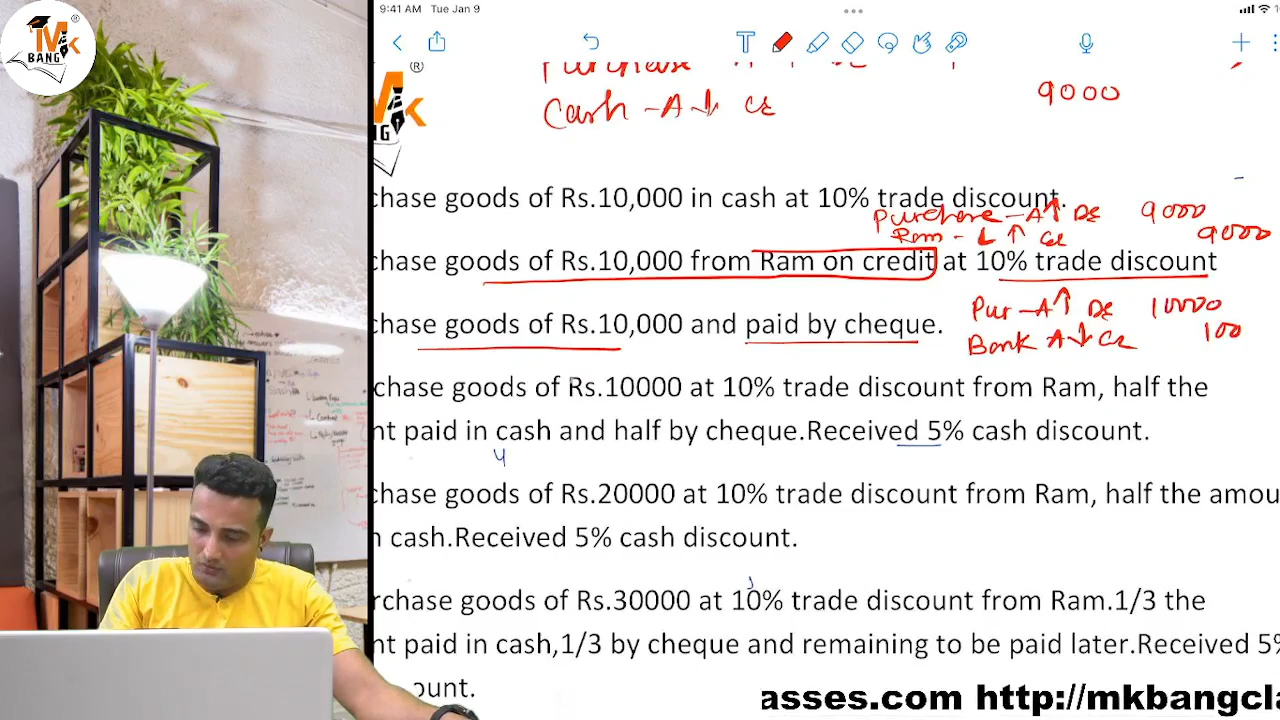 9:41 AM Tue Jan 9
MK
BANG
®
Purchase
Cash - A ↓ Cr 9000
chase goods of Rs.10,000 in cash at 10% trade discount.
Purchase - A ↑ Dr 9000
Ram - L ↑ Cr 9000
chase goods of Rs.10,000 from Ram on credit at 10% trade discount
Pur - A ↑ Dr 10000
chase goods of Rs.10,000 and paid by cheque.
Bank A ↓ Cr 100
chase goods of Rs.10000 at 10% trade discount from Ram, half the
nt paid in cash and half by cheque.Received 5% cash discount.
chase goods of Rs.20000 at 10% trade discount from Ram, half the amou
n cash.Received 5% cash discount.
rchase goods of Rs.30000 at 10% trade discount from Ram.1/3 the
nt paid in cash,1/3 by cheque and remaining to be paid later.Received 5%
ount.
asses.com http://mkbangcla